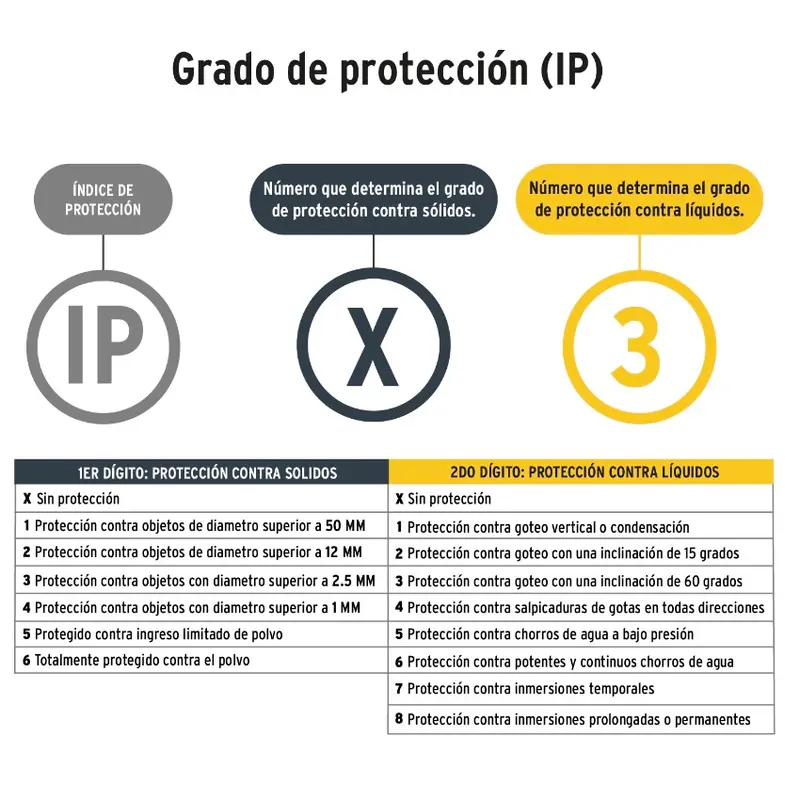 Grado de protección (IP)
ÍNDICE DE
PROTECCIÓN
Número que determina el grado
de protección contra sólidos.
Número que determina el grado
de protección contra líquidos.
IP
X
3
1ER DÍGITO: PROTECCIÓN CONTRA SOLIDOS
X Sin protección
1 Protección contra objetos de diametro superior a 50 MM
2 Protección contra objetos de diametro superior a 12 MM
3 Protección contra objetos con diametro superior a 2.5 MM
4 Protección contra objetos con diametro superior a 1 MM
5 Protegido contra ingreso limitado de polvo
6 Totalmente protegido contra el polvo
2DO DÍGITO: PROTECCIÓN CONTRA LÍQUIDOS
X Sin protección
1 Protección contra goteo vertical o condensación
2 Protección contra goteo con una inclinación de 15 grados
3 Protección contra goteo con una inclinación de 60 grados
4 Protección contra salpicaduras de gotas en todas direcciones
5 Protección contra chorros de agua a bajo presión
6 Protección contra potentes y continuos chorros de agua
7 Protección contra inmersiones temporales
8 Protección contra inmersiones prolongadas o permanentes